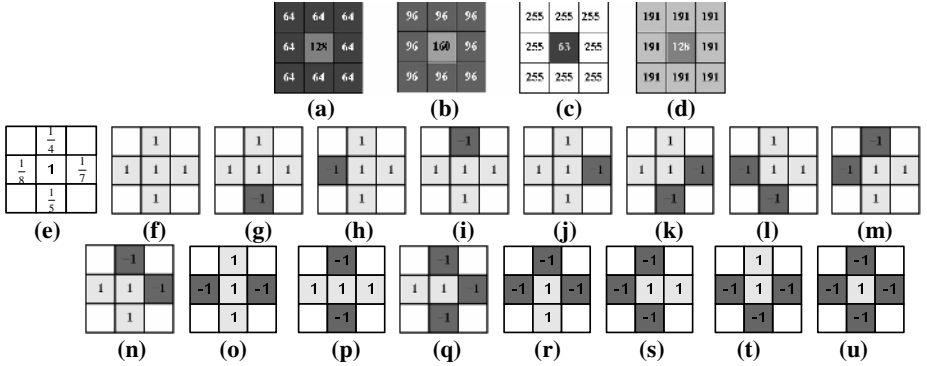 64 64 64 96 96 96 255 255 255 191 191 191
64 128 64 96 160 96 255 63 255 191 128 191
64 64 64 96 96 96 255 255 255 191 191 191
(a) (b) (c) (d)
1/4 1 1 1 -1 1 1 1 -1
1/8 1 1/7 1 1 1 1 1 1 -1 1 1 1 1 1 1 1 -1 1 1 -1 -1 1 1 -1 1 1
1/5 1 -1 1 1 1 -1 -1 1
(e) (f) (g) (h) (i) (j) (k) (l) (m)
-1 1 -1 -1 -1 -1 1 -1
1 1 -1 -1 1 -1 1 1 1 1 1 -1 -1 1 -1 -1 1 1 -1 1 -1 -1 1 -1
1 1 -1 -1 1 -1 -1 -1
(n) (o) (p) (q) (r) (s) (t) (u)